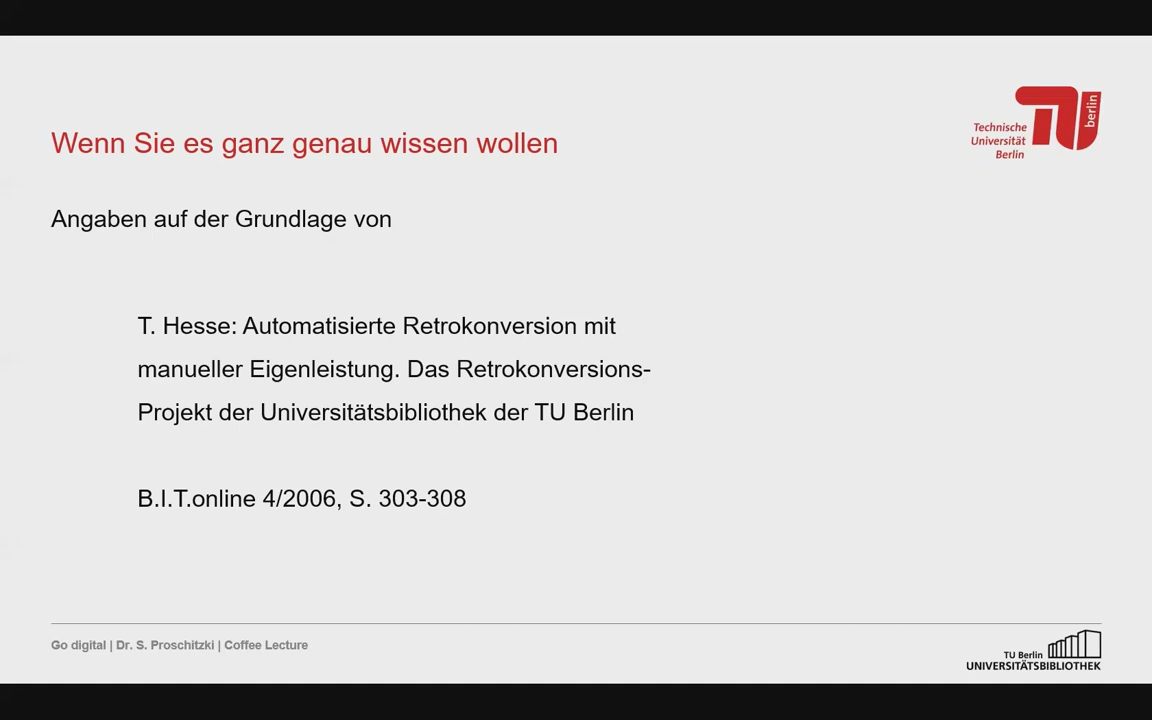 Technische
Universität
Berlin
berlin
Wenn Sie es ganz genau wissen wollen
Angaben auf der Grundlage von
T. Hesse: Automatisierte Retrokonversion mit
manueller Eigenleistung. Das Retrokonversions-
Projekt der Universitätsbibliothek der TU Berlin
B.I.T.online 4/2006, S. 303-308
Go digital | Dr. S. Proschitzki | Coffee Lecture
TU Berlin
UNIVERSITÄTSBIBLIOTHEK